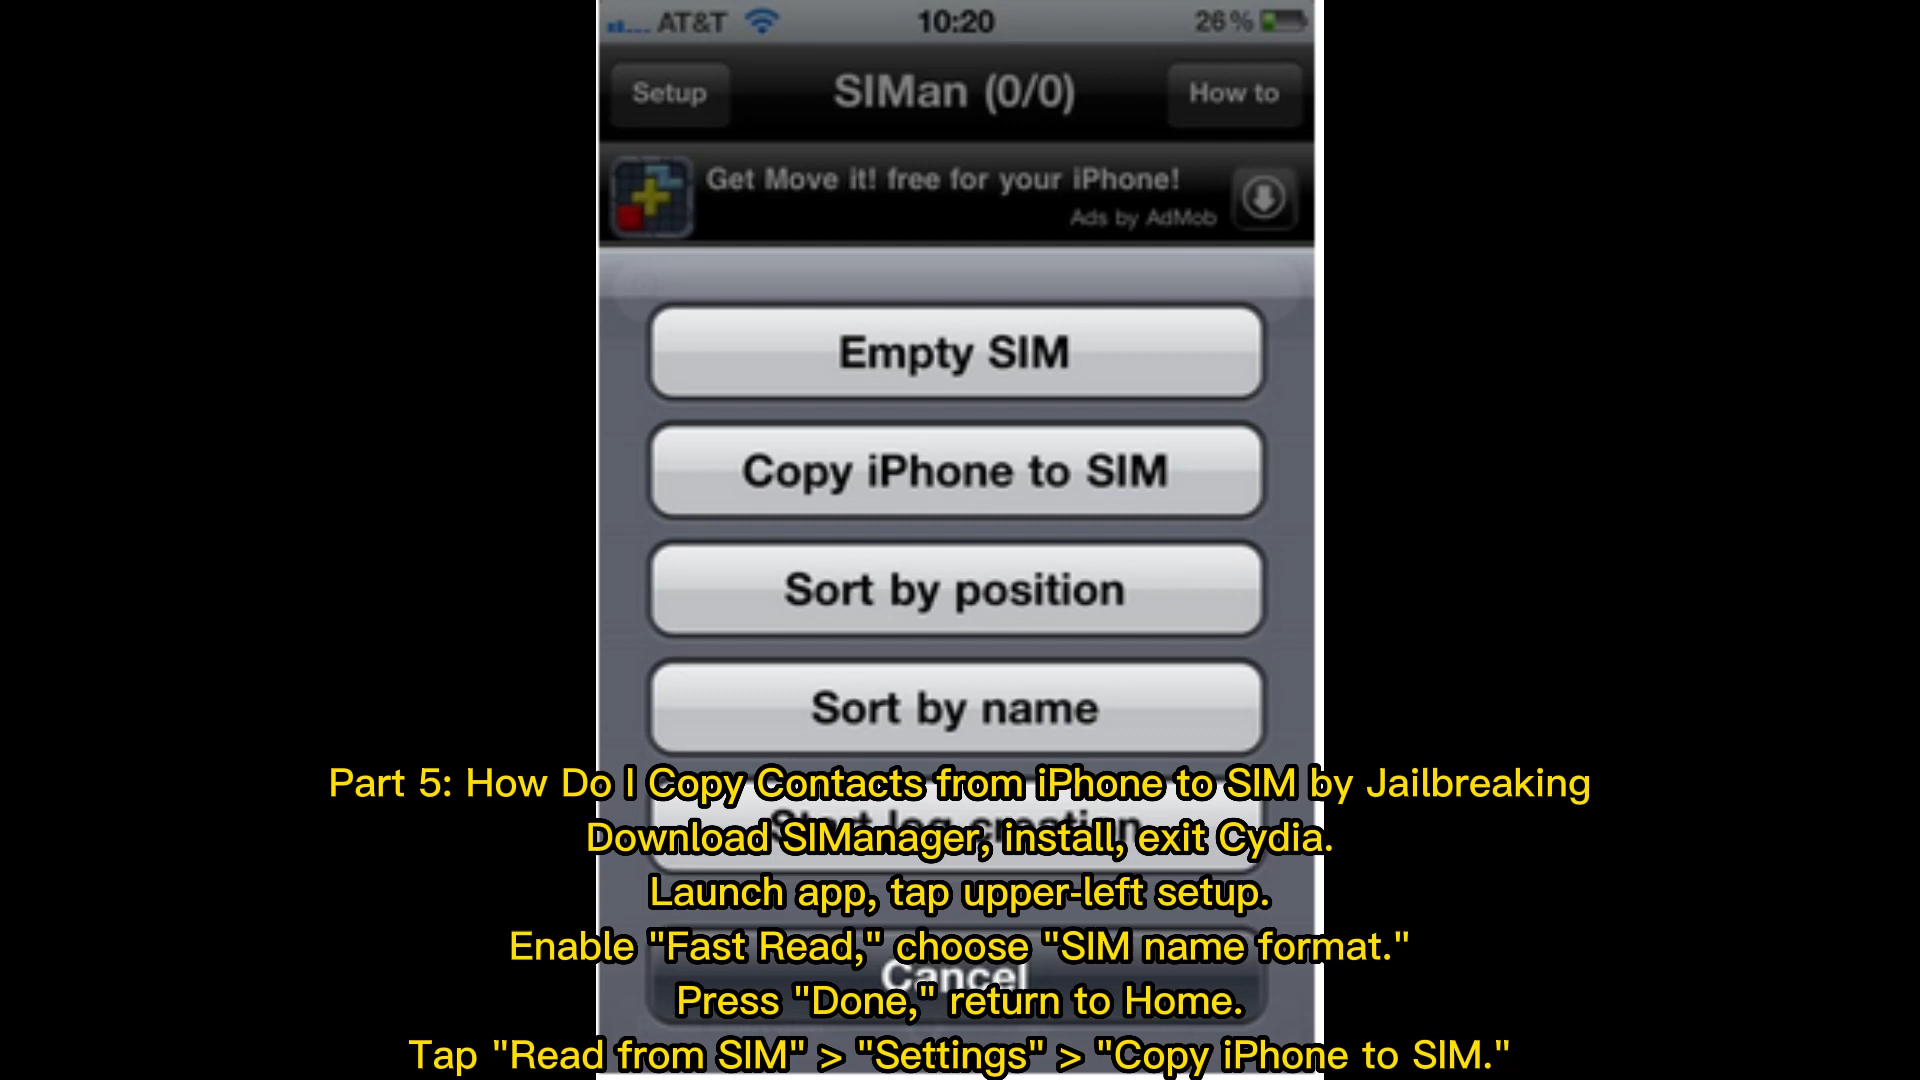 AT&T 10:20 26%
Setup SIMan (0/0) How to
Get Move it! free for your iPhone!
Ads by AdMob
Empty SIM
Copy iPhone to SIM
Sort by position
Sort by name
Start log creation
Cancel
Part 5: How Do I Copy Contacts from iPhone to SIM by Jailbreaking
Download SIManager, install, exit Cydia.
Launch app, tap upper-left setup.
Enable "Fast Read," choose "SIM name format."
Press "Done," return to Home.
Tap "Read from SIM" > "Settings" > "Copy iPhone to SIM."